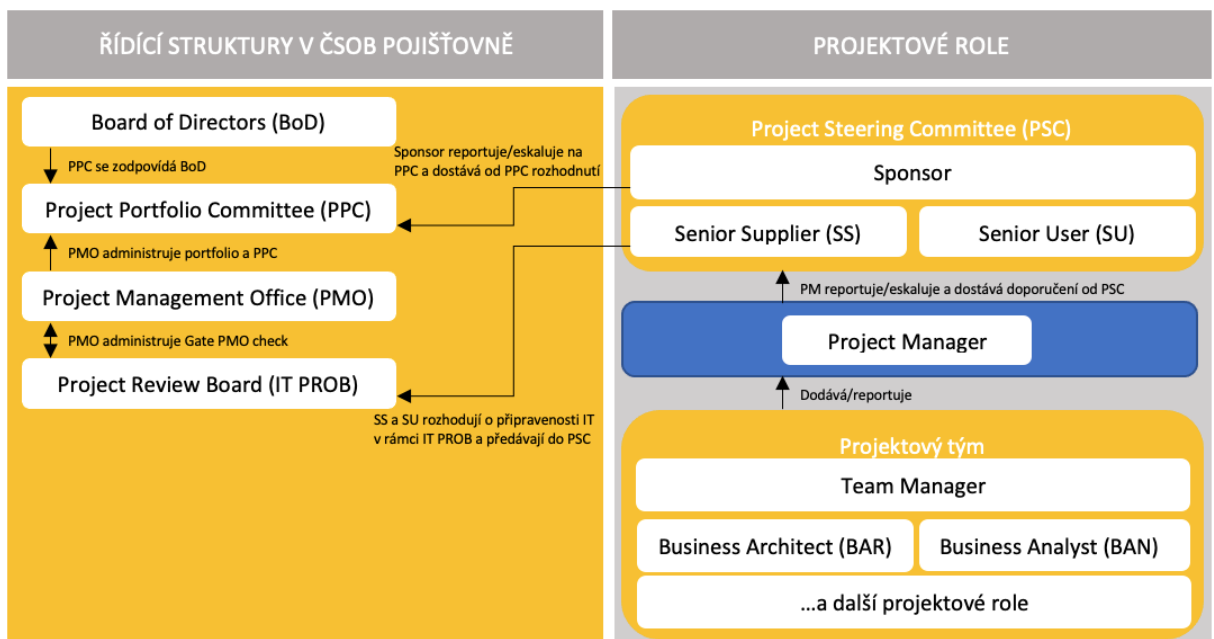 ŘÍDÍCÍ STRUKTURY V ČSOB POJIŠŤOVNĚ
Board of Directors (BoD)
PPC se zodpovídá BoD
Project Portfolio Committee (PPC)
PMO administruje portfolio a PPC
Project Management Office (PMO)
PMO administruje Gate PMO check
Project Review Board (IT PROB)
Sponsor reportuje/eskaluje na
PPC a dostává od PPC rozhodnutí
SS a SU rozhodují o připravenosti IT
v rámci IT PROB a předávají do PSC
PROJEKTOVÉ ROLE
Project Steering Committee (PSC)
Sponsor
Senior Supplier (SS)
Senior User (SU)
PM reportuje/eskaluje a dostává doporučení od PSC
Project Manager
Dodává/reportuje
Projektový tým
Team Manager
Business Architect (BAR)
Business Analyst (BAN)
...a další projektové role